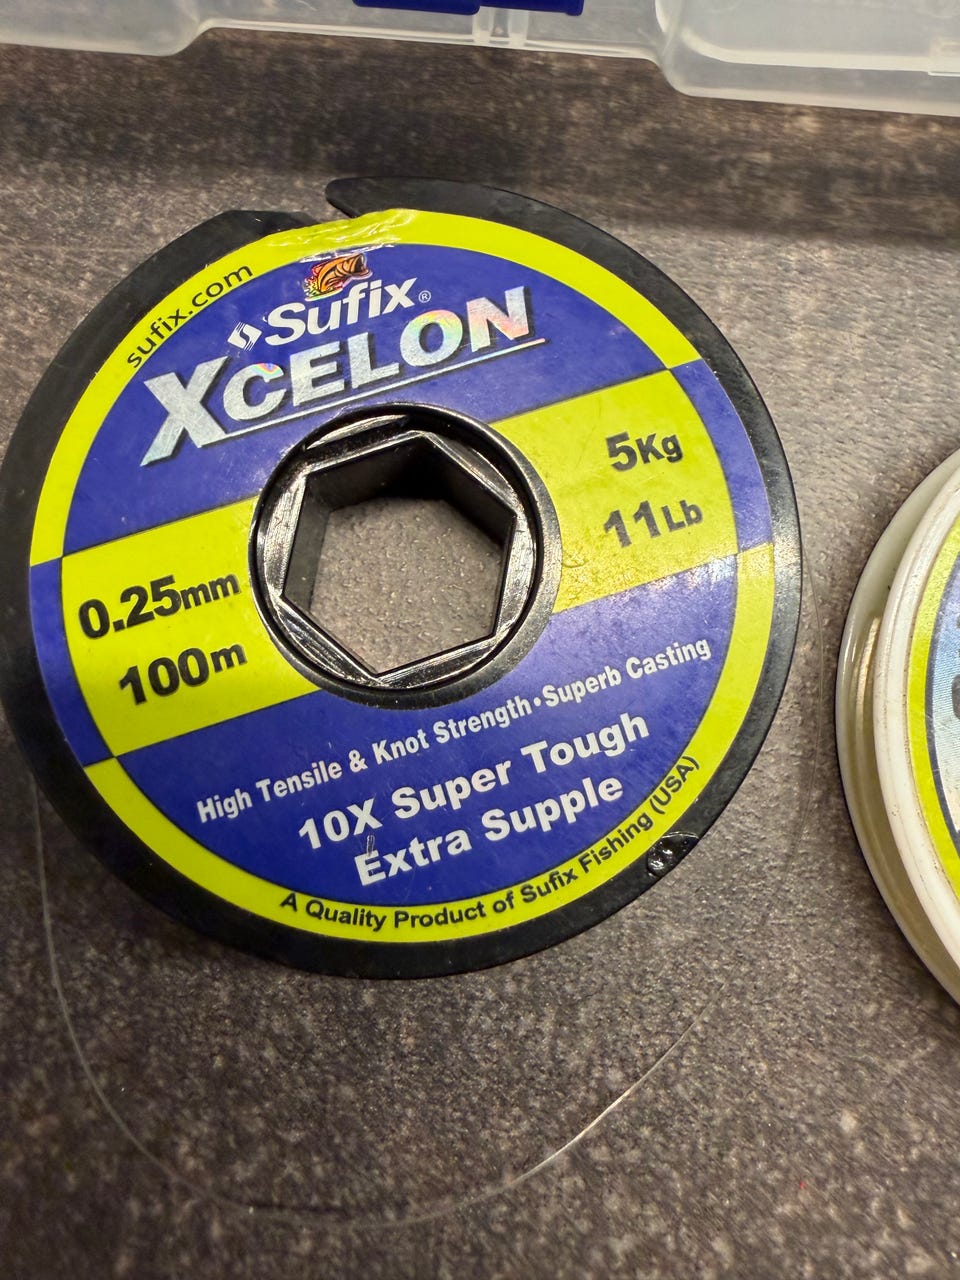 sufix.com
Sufix®
XCELON
5Kg
11Lb
0.25mm
100m
High Tensile & Knot Strength•Superb Casting
10X Super Tough
Extra Supple
A Quality Product of Sufix Fishing (USA)